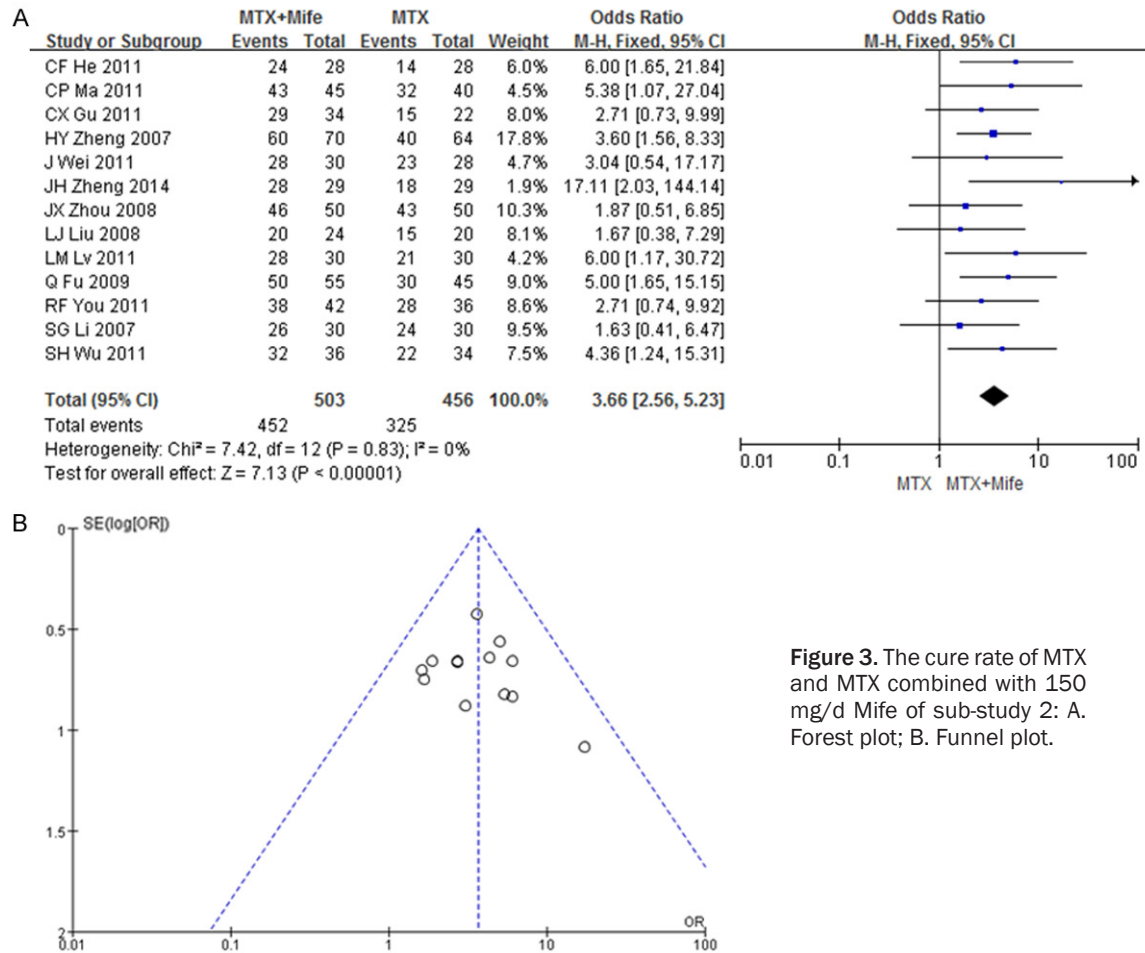 A
MTX+Mife MTX Odds Ratio Odds Ratio
Study or Subgroup Events Total Events Total Weight M-H, Fixed, 95% CI M-H, Fixed, 95% CI
CF He 2011 24 28 14 28 6.0% 6.00 [1.65, 21.84]
CP Ma 2011 43 45 32 40 4.5% 5.38 [1.07, 27.04]
CX Gu 2011 29 34 15 22 8.0% 2.71 [0.73, 9.99]
HY Zheng 2007 60 70 40 64 17.8% 3.60 [1.56, 8.33]
J Wei 2011 28 30 23 28 4.7% 3.04 [0.54, 17.17]
JH Zheng 2014 28 29 18 29 1.9% 17.11 [2.03, 144.14]
JX Zhou 2008 46 50 43 50 10.3% 1.87 [0.51, 6.85]
LJ Liu 2008 20 24 15 20 8.1% 1.67 [0.38, 7.29]
LM Lv 2011 28 30 21 30 4.2% 6.00 [1.17, 30.72]
Q Fu 2009 50 55 30 45 9.0% 5.00 [1.65, 15.15]
RF You 2011 38 42 28 36 8.6% 2.71 [0.74, 9.92]
SG Li 2007 26 30 24 30 9.5% 1.63 [0.41, 6.47]
SH Wu 2011 32 36 22 34 7.5% 4.36 [1.24, 15.31]
Total (95% CI) 503 456 100.0% 3.66 [2.56, 5.23]
Total events 452 325
Heterogeneity: Chi² = 7.42, df = 12 (P = 0.83); I² = 0%
Test for overall effect: Z = 7.13 (P < 0.00001)
0.01 0.1 1 10 100
MTX MTX+Mife
B
SE(log[OR])
0
0.5
1
1.5
2
OR
0.01 0.1 1 10 100
Figure 3. The cure rate of MTX
and MTX combined with 150
mg/d Mife of sub-study 2: A.
Forest plot; B. Funnel plot.